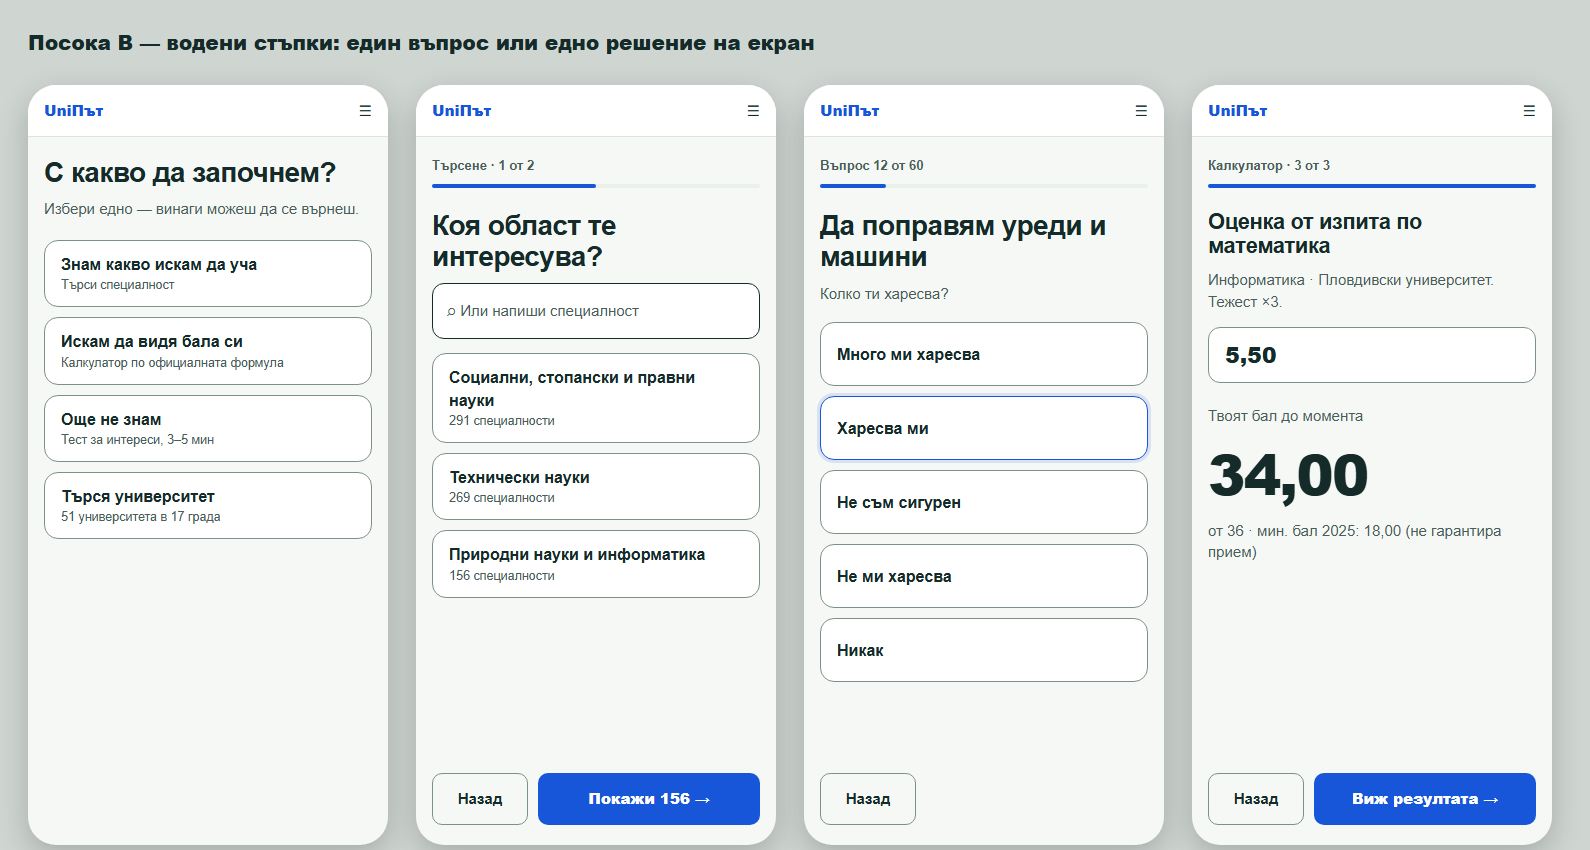 Посока B — водени стъпки: един въпрос или едно решение на екран
UniПът
☰
С какво да започнем?
Избери едно — винаги можеш да се върнеш.
Знам какво искам да уча
Търси специалност
Искам да видя бала си
Калкулатор по официалната формула
Още не знам
Тест за интереси, 3–5 мин
Търся университет
51 университета в 17 града
UniПът
☰
Търсене · 1 от 2
Коя област те
интересува?
⌕ Или напиши специалност
Социални, стопански и правни
науки
291 специалности
Технически науки
269 специалности
Природни науки и информатика
156 специалности
Назад
Покажи 156 →
UniПът
☰
Въпрос 12 от 60
Да поправям уреди и
машини
Колко ти харесва?
Много ми харесва
Харесва ми
Не съм сигурен
Не ми харесва
Никак
Назад
UniПът
☰
Калкулатор · 3 от 3
Оценка от изпита по
математика
Информатика · Пловдивски университет.
Тежест ×3.
5,50
Твоят бал до момента
34,00
от 36 · мин. бал 2025: 18,00 (не гарантира
прием)
Назад
Виж резултата →